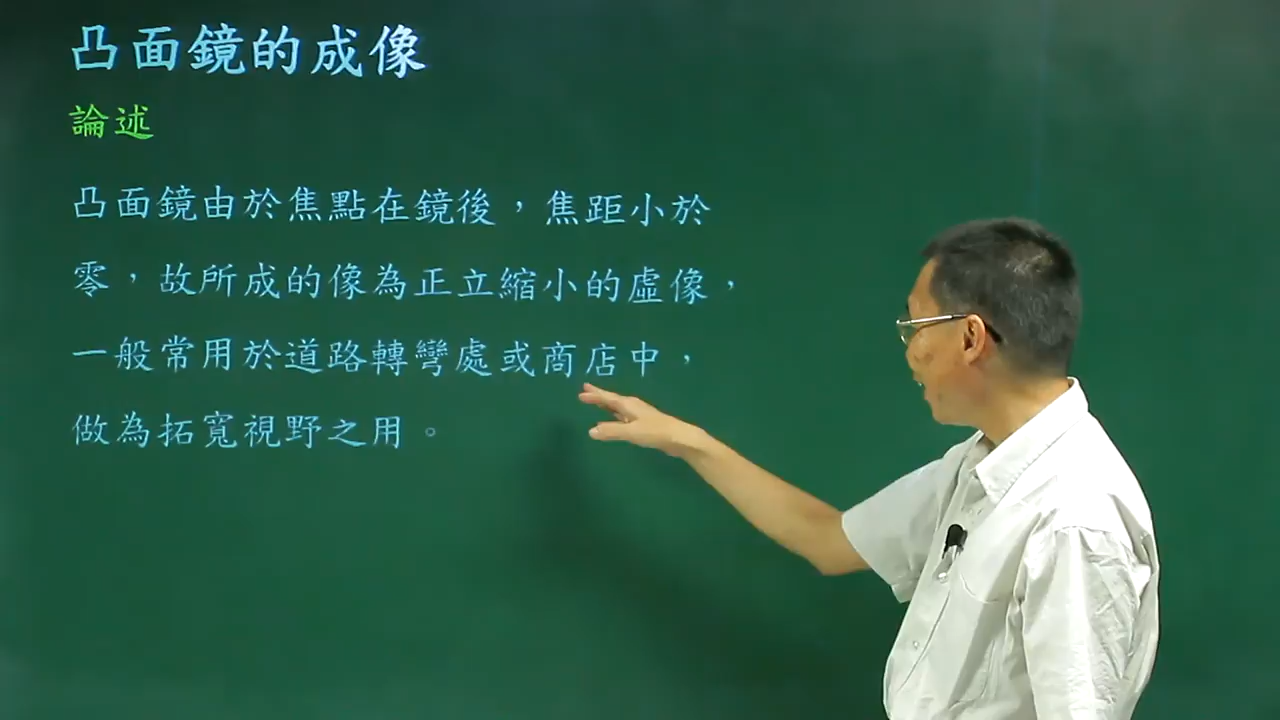 凸面鏡的成像
論述
凸面鏡由於焦點在鏡後，焦距小於
零，故所成的像為正立縮小的虛像，
一般常用於道路轉彎處或商店中，
做為拓寬視野之用。